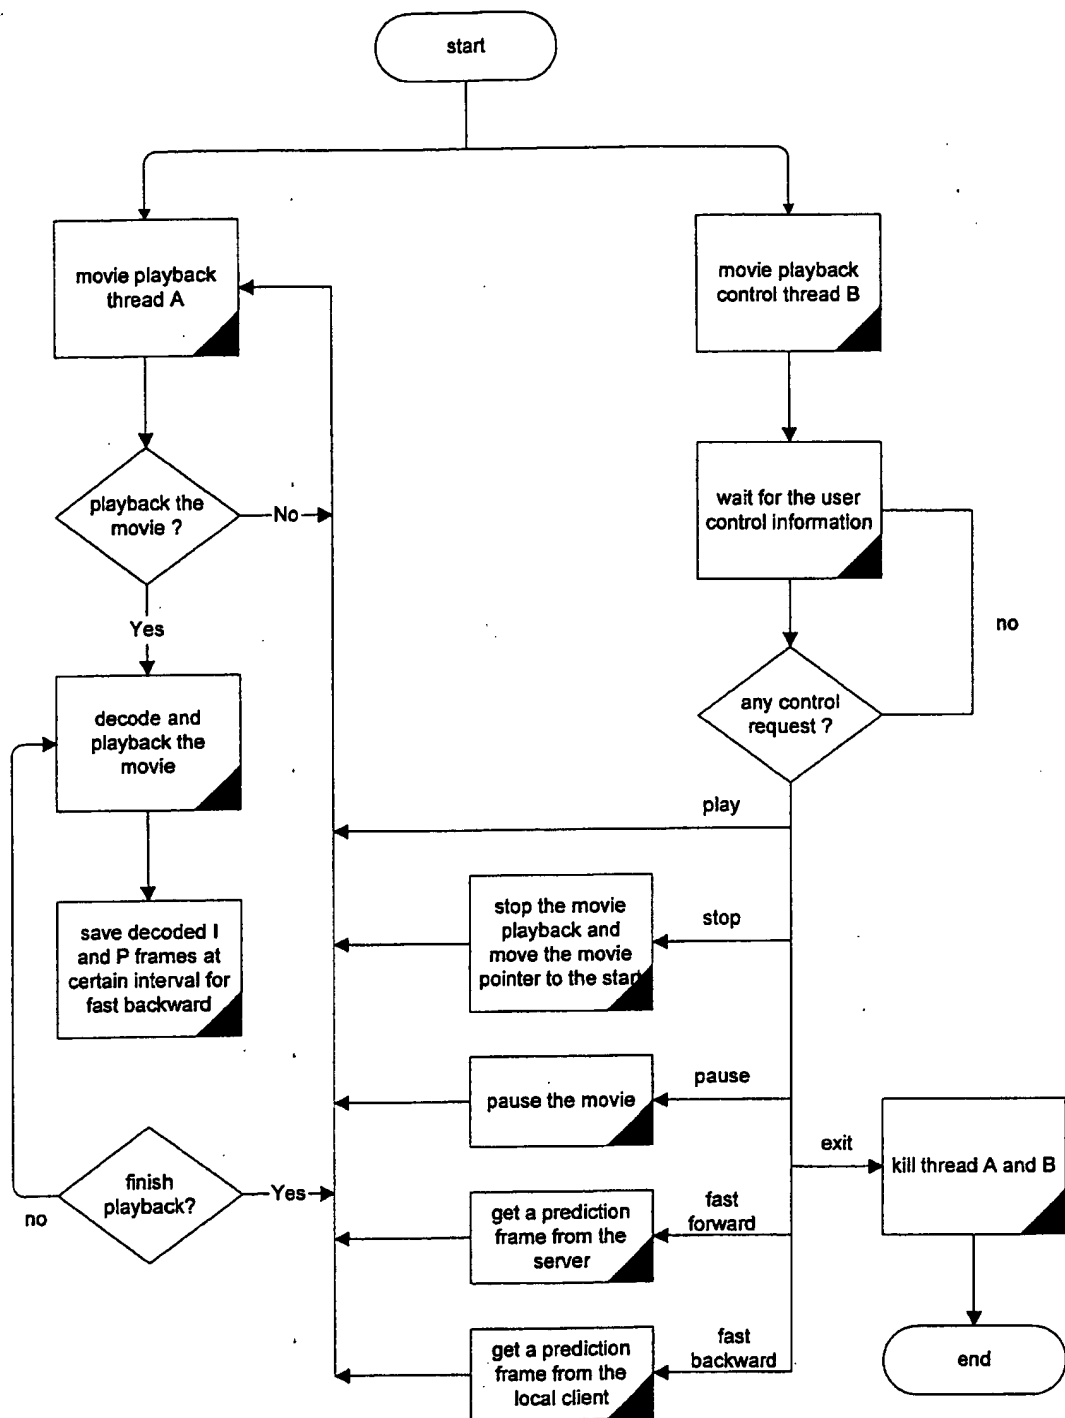 start
movie playback
thread A
movie playback
control thread B
playback the
movie ?
No
wait for the user
control information
no
Yes
any control
request ?
decode and
playback the
movie
play
save decoded I
and P frames at
certain interval for
fast backward
stop the movie
playback and
move the movie
pointer to the start
stop
pause the movie
pause
exit
kill thread A and B
finish
playback?
no
Yes
get a prediction
frame from the
server
fast
forward
get a prediction
frame from the
local client
fast
backward
end